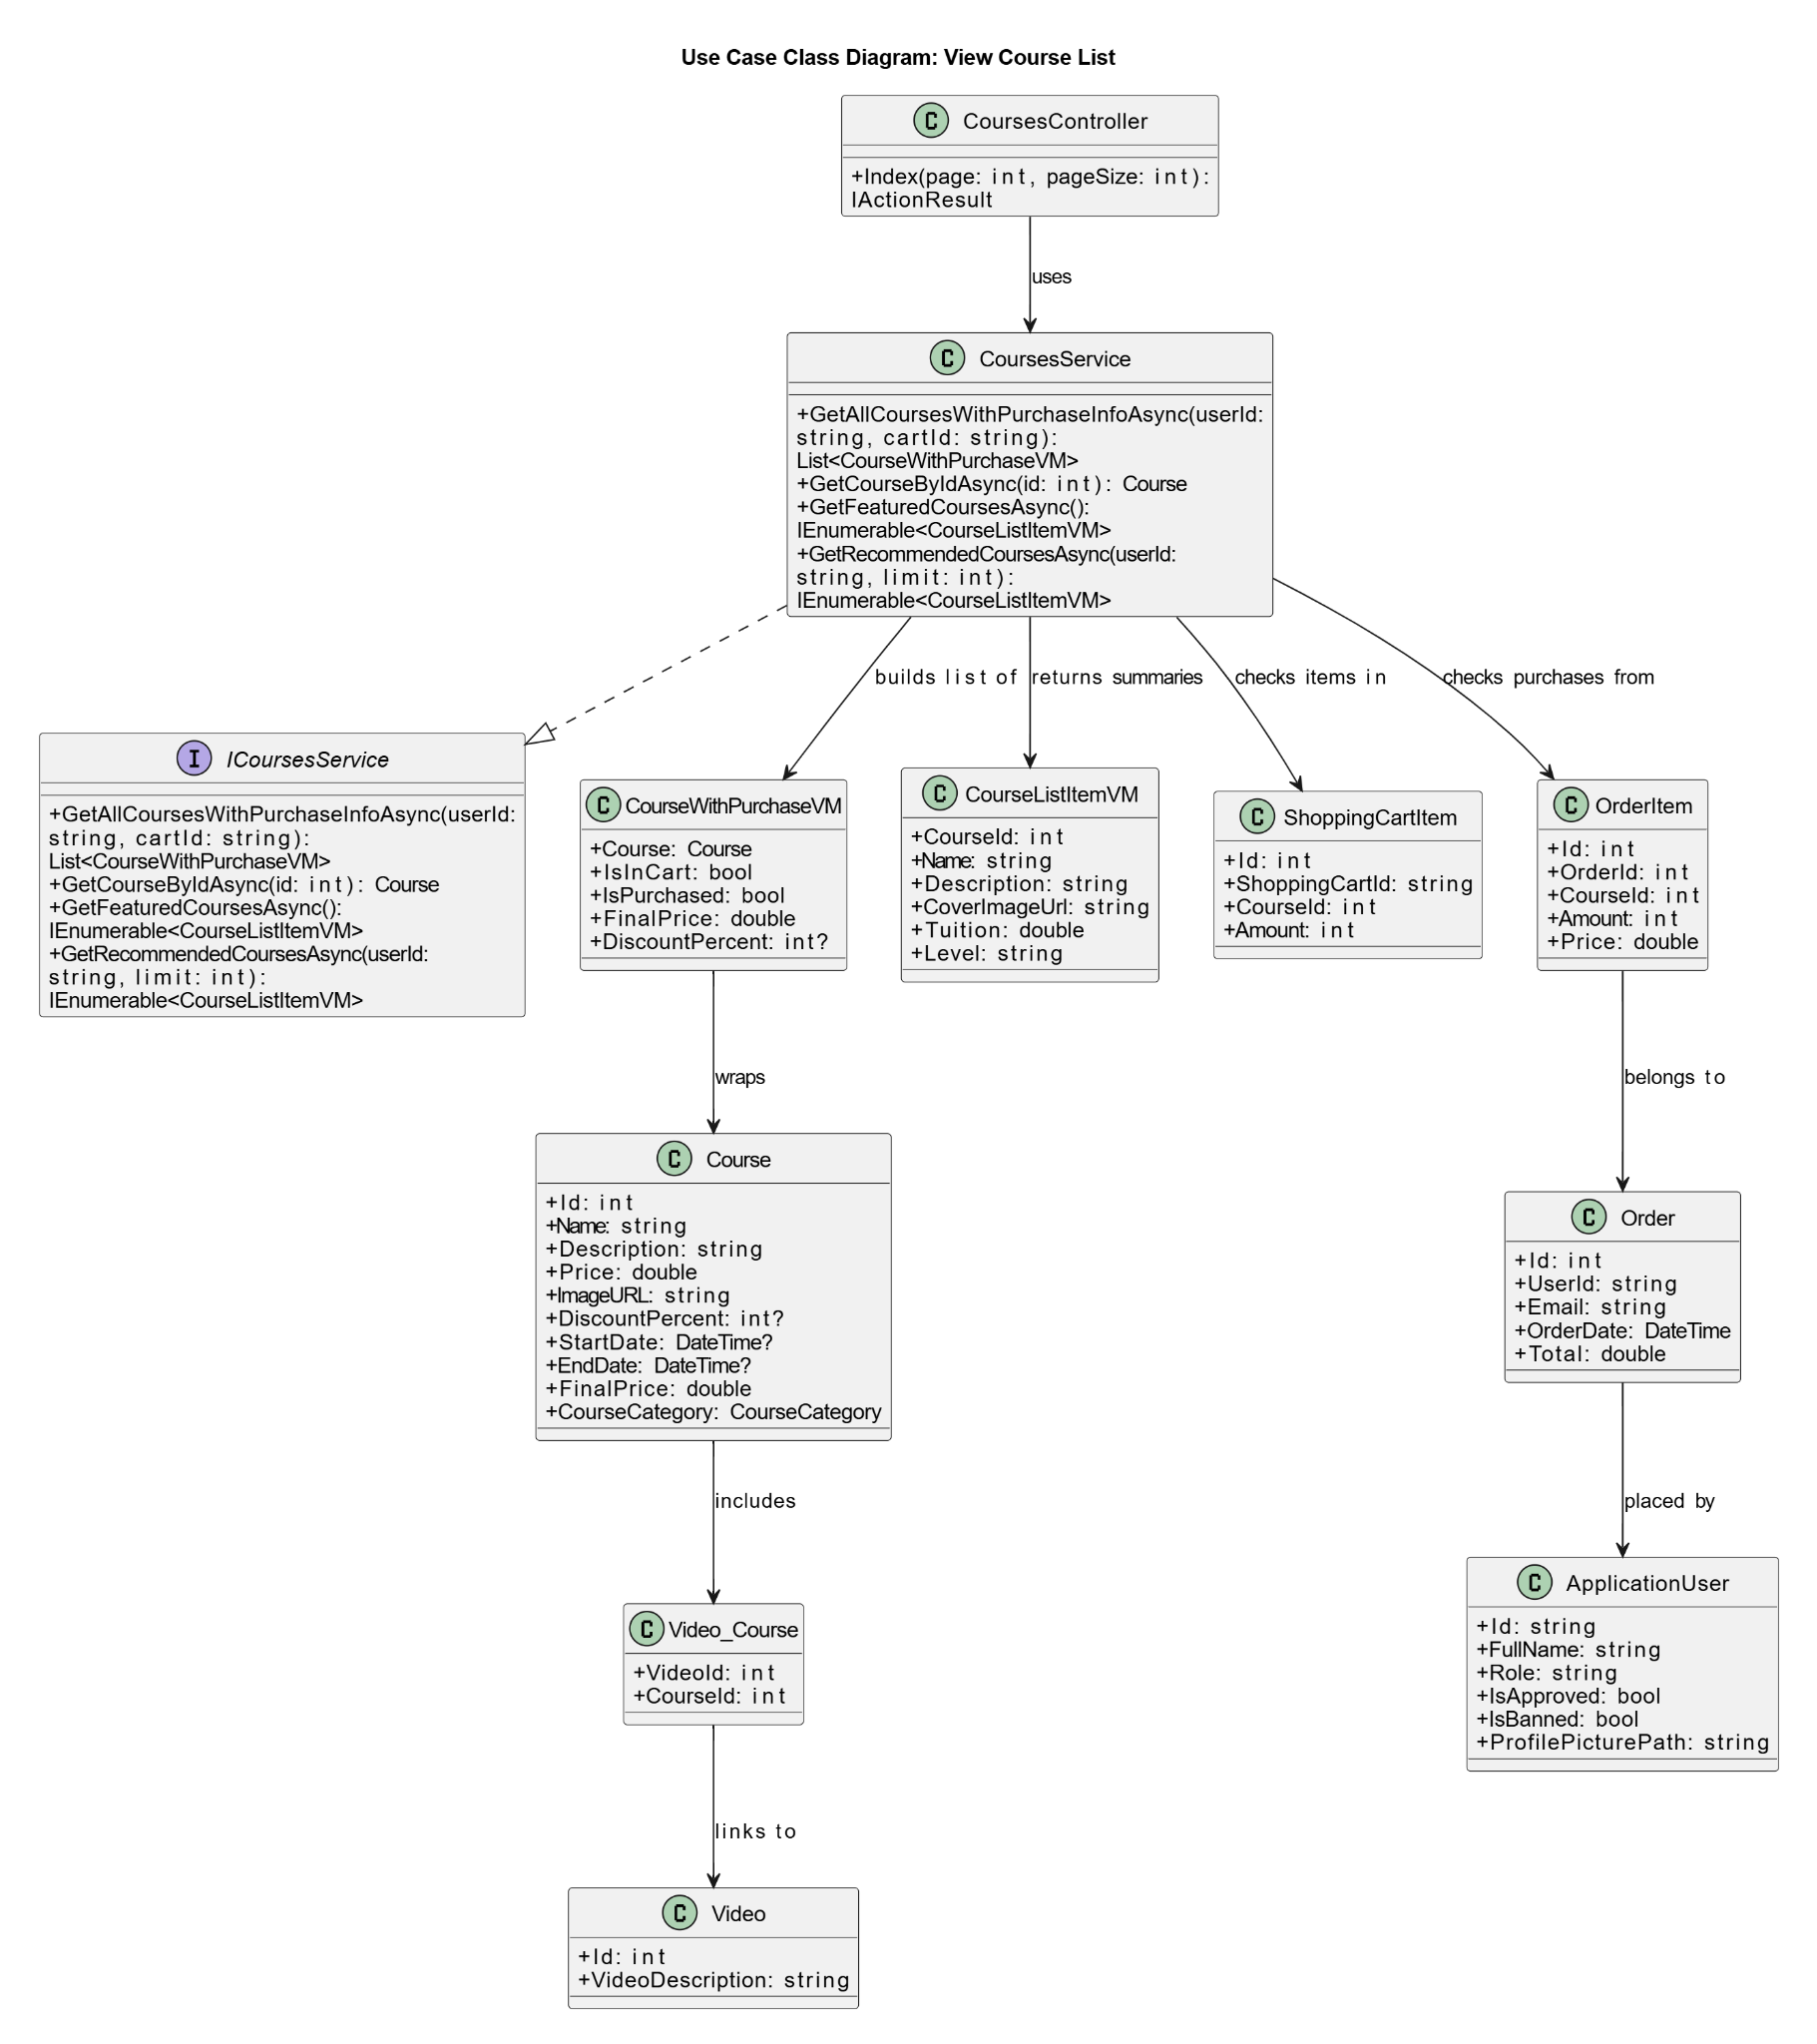 Use Case Class Diagram: View Course List
C CoursesController
+Index(page: int, pageSize: int):
IActionResult
uses
C CoursesService
+GetAllCoursesWithPurchaseInfoAsync(userId:
string, cartId: string):
List<CourseWithPurchaseVM>
+GetCourseByIdAsync(id: int): Course
+GetFeaturedCoursesAsync():
IEnumerable<CourseListItemVM>
+GetRecommendedCoursesAsync(userId:
string, limit: int):
IEnumerable<CourseListItemVM>
builds list of
returns summaries
checks items in
checks purchases from
I ICoursesService
+GetAllCoursesWithPurchaseInfoAsync(userId:
string, cartId: string):
List<CourseWithPurchaseVM>
+GetCourseByIdAsync(id: int): Course
+GetFeaturedCoursesAsync():
IEnumerable<CourseListItemVM>
+GetRecommendedCoursesAsync(userId:
string, limit: int):
IEnumerable<CourseListItemVM>
C CourseWithPurchaseVM
+Course: Course
+IsInCart: bool
+IsPurchased: bool
+FinalPrice: double
+DiscountPercent: int?
C CourseListItemVM
+CourseId: int
+Name: string
+Description: string
+CoverImageUrl: string
+Tuition: double
+Level: string
C ShoppingCartItem
+Id: int
+ShoppingCartId: string
+CourseId: int
+Amount: int
C OrderItem
+Id: int
+OrderId: int
+CourseId: int
+Amount: int
+Price: double
wraps
belongs to
C Course
+Id: int
+Name: string
+Description: string
+Price: double
+ImageURL: string
+DiscountPercent: int?
+StartDate: DateTime?
+EndDate: DateTime?
+FinalPrice: double
+CourseCategory: CourseCategory
C Order
+Id: int
+UserId: string
+Email: string
+OrderDate: DateTime
+Total: double
includes
placed by
C Video_Course
+VideoId: int
+CourseId: int
C ApplicationUser
+Id: string
+FullName: string
+Role: string
+IsApproved: bool
+IsBanned: bool
+ProfilePicturePath: string
links to
C Video
+Id: int
+VideoDescription: string